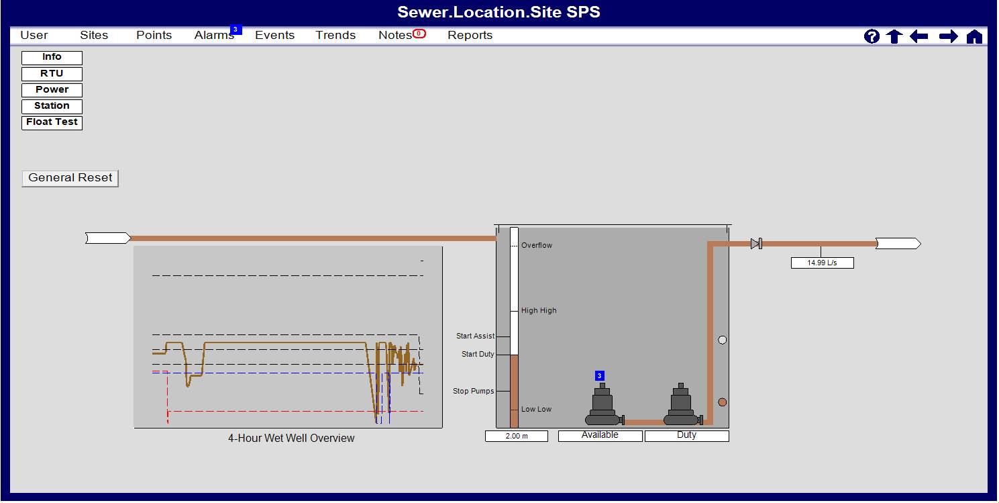 Sewer.Location.Site SPS
User Sites Points Alarms 3 Events Trends Notes 0 Reports ?
Info
RTU
Power
Station
Float Test
General Reset
Overflow
14.99 L/s
High High
Start Assist
Start Duty
3
Stop Pumps
Low Low
4-Hour Wet Well Overview
2.00 m
Available
Duty